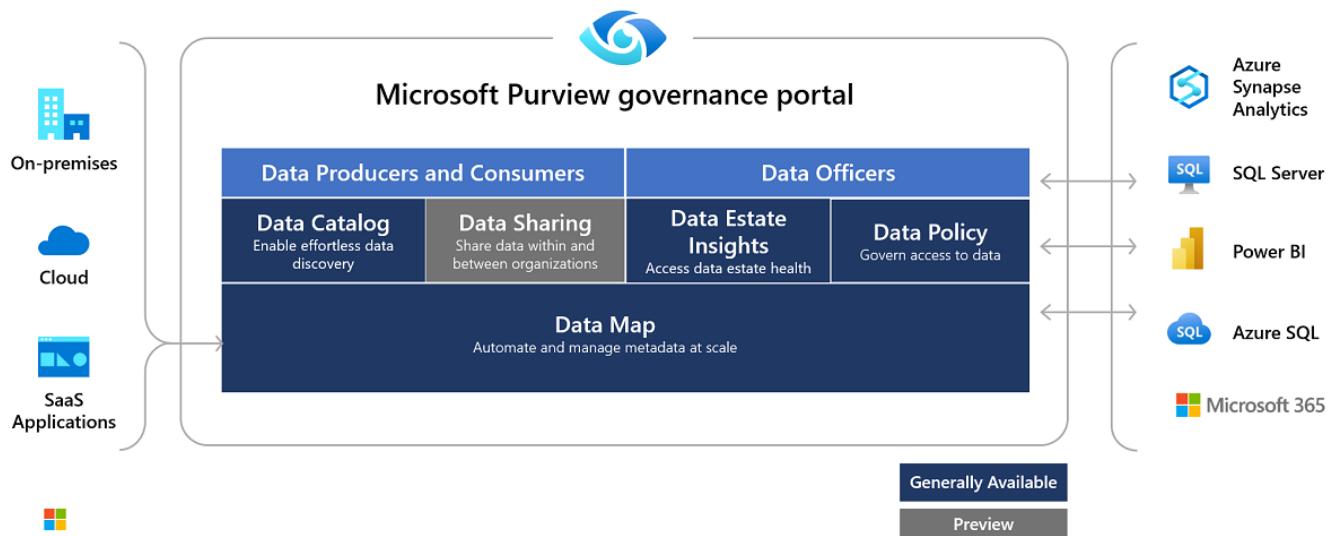 Microsoft Purview governance portal
On-premises
Cloud
SaaS
Applications
Data Producers and Consumers
Data Officers
Data Catalog
Enable effortless data
discovery
Data Sharing
Share data within and
between organizations
Data Estate
Insights
Access data estate health
Data Policy
Govern access to data
Data Map
Automate and manage metadata at scale
Azure
Synapse
Analytics
SQL
SQL Server
Power BI
SQL
Azure SQL
Microsoft 365
Generally Available
Preview